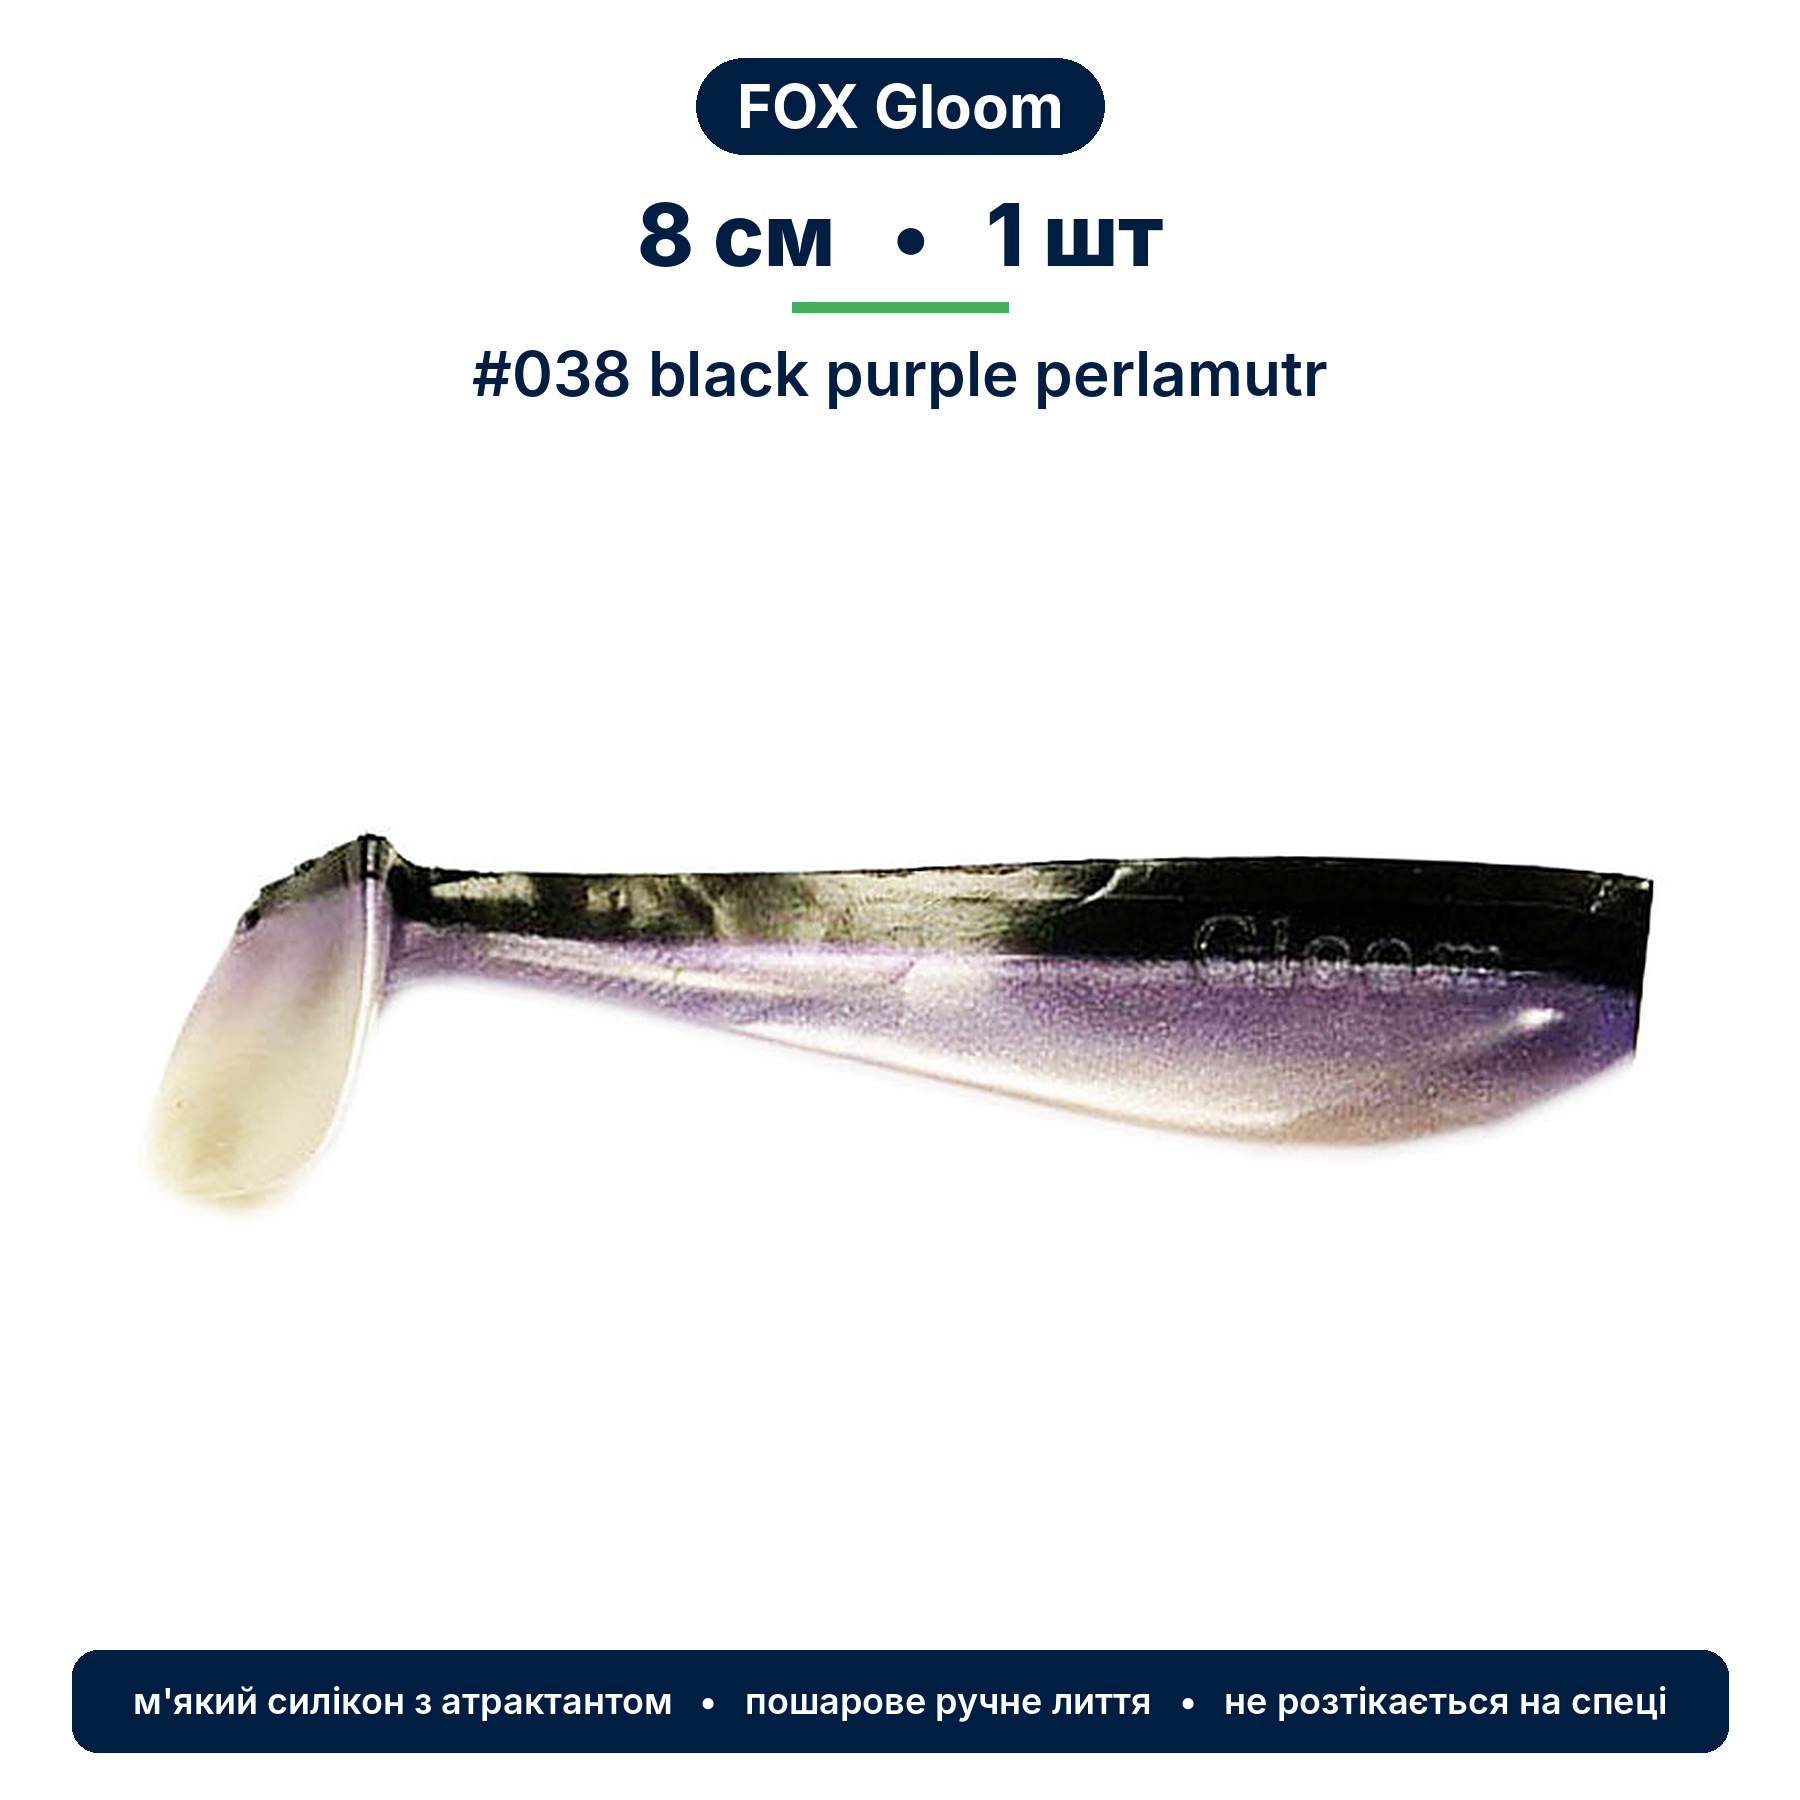 FOX Gloom
8 см • 1 шт
#038 black purple perlamutr
Gloom
м'який силікон з атрактантом • пошарове ручне лиття • не розтікається на спеці